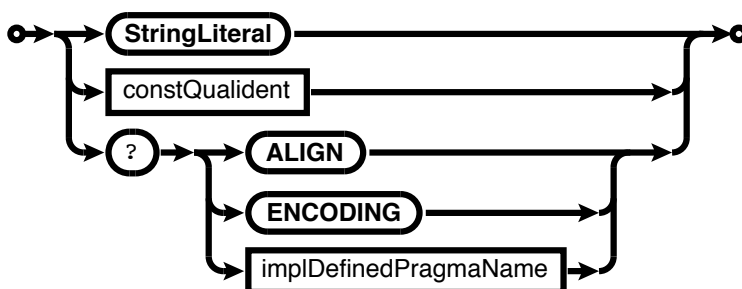 StringLiteral
constQualident
? ALIGN
ENCODING
implDefinedPragmaName